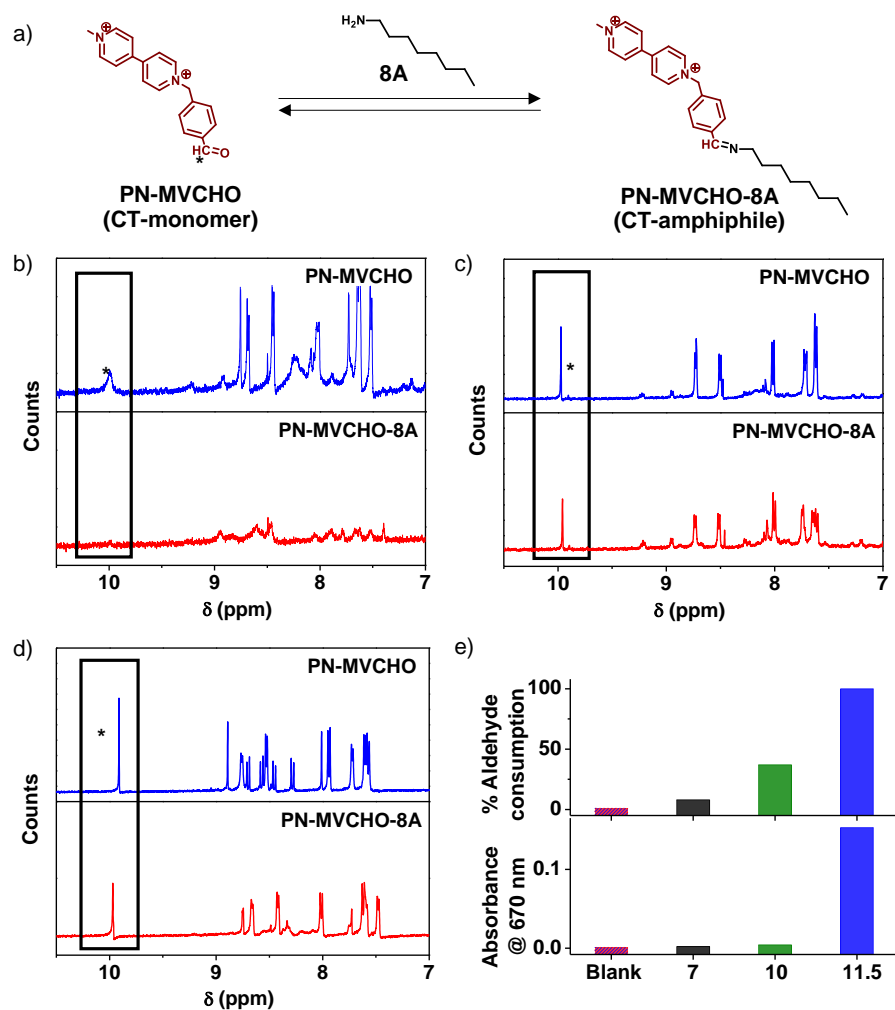 a)
N
⊕
⊕
N
HC=O
*
PN-MVCHO
(CT-monomer)
H2N
8A
N
⊕
⊕
N
HC=N
PN-MVCHO-8A
(CT-amphiphile)
b)
PN-MVCHO
*
PN-MVCHO-8A
Counts
10 9 8 7
δ (ppm)
c)
PN-MVCHO
*
PN-MVCHO-8A
Counts
10 9 8 7
δ (ppm)
d)
PN-MVCHO
*
PN-MVCHO-8A
Counts
10 9 8 7
δ (ppm)
e)
% Aldehyde
consumption
100
50
0
Absorbance
@ 670 nm
0.1
0.0
Blank 7 10 11.5